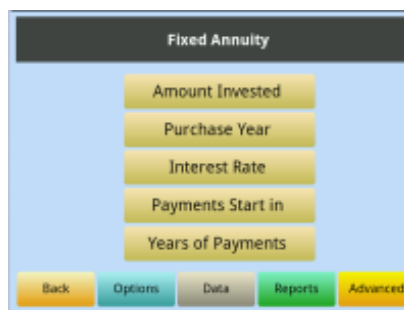 Fixed Annuity
Amount Invested
Purchase Year
Interest Rate
Payments Start in
Years of Payments
Back Options Data Reports Advanced